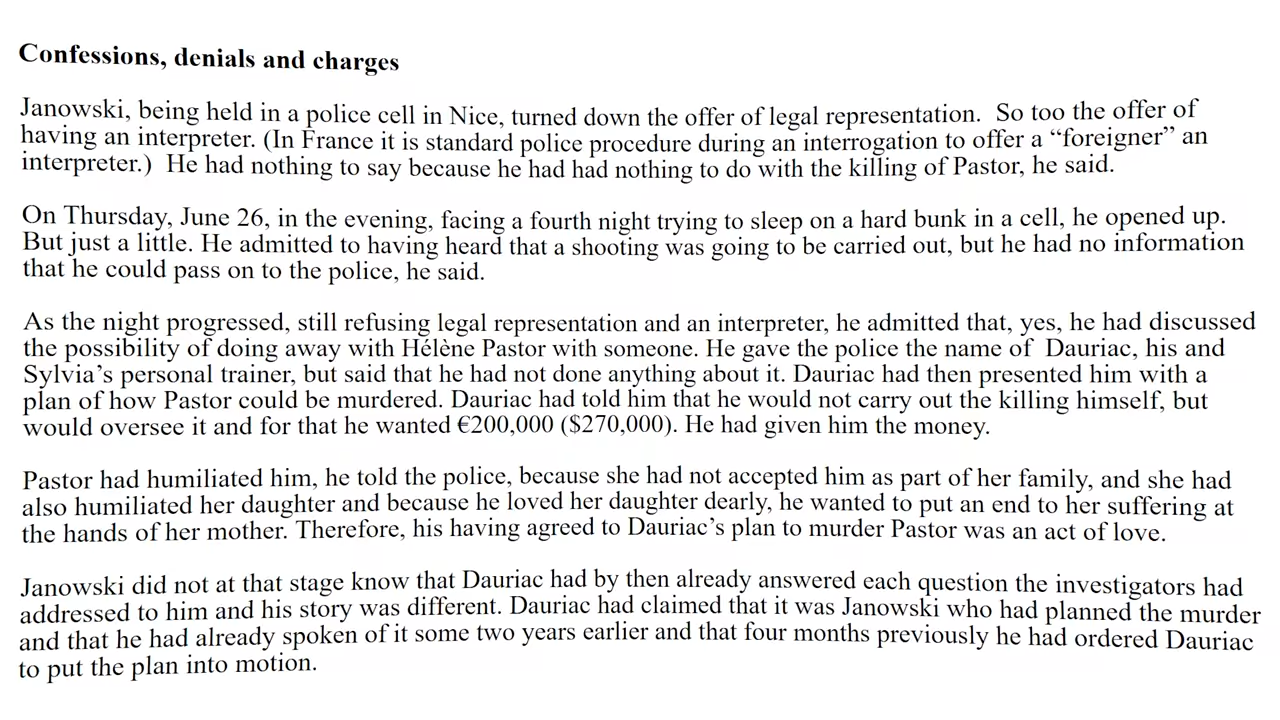 Confessions, denials and charges
Janowski, being held in a police cell in Nice, turned down the offer of legal representation.  So too the offer of
having an interpreter. (In France it is standard police procedure during an interrogation to offer a “foreigner” an
interpreter.)  He had nothing to say because he had had nothing to do with the killing of Pastor, he said.
On Thursday, June 26, in the evening, facing a fourth night trying to sleep on a hard bunk in a cell, he opened up.
But just a little. He admitted to having heard that a shooting was going to be carried out, but he had no information
that he could pass on to the police, he said.
As the night progressed, still refusing legal representation and an interpreter, he admitted that, yes, he had discussed
the possibility of doing away with Hélène Pastor with someone. He gave the police the name of  Dauriac, his and
Sylvia’s personal trainer, but said that he had not done anything about it. Dauriac had then presented him with a
plan of how Pastor could be murdered. Dauriac had told him that he would not carry out the killing himself, but
would oversee it and for that he wanted €200,000 ($270,000). He had given him the money.
Pastor had humiliated him, he told the police, because she had not accepted him as part of her family, and she had
also humiliated her daughter and because he loved her daughter dearly, he wanted to put an end to her suffering at
the hands of her mother. Therefore, his having agreed to Dauriac’s plan to murder Pastor was an act of love.
Janowski did not at that stage know that Dauriac had by then already answered each question the investigators had
addressed to him and his story was different. Dauriac had claimed that it was Janowski who had planned the murder
and that he had already spoken of it some two years earlier and that four months previously he had ordered Dauriac
to put the plan into motion.